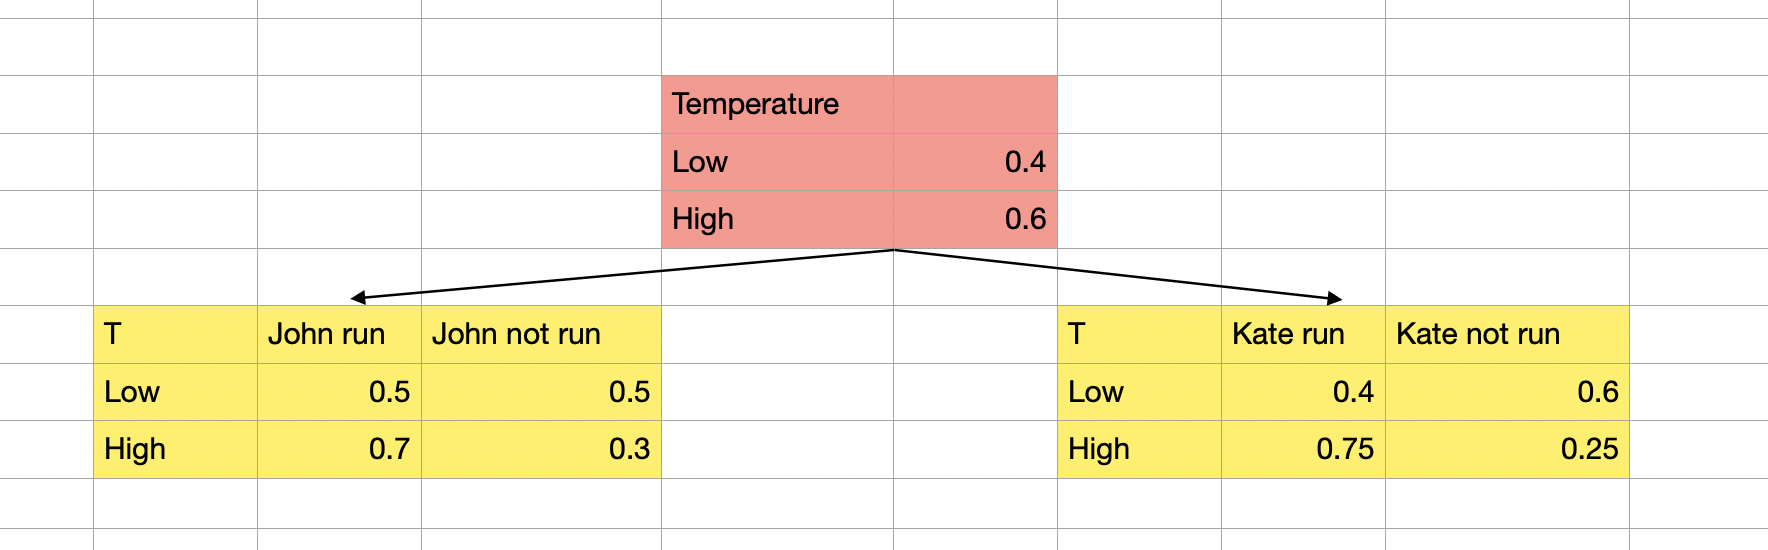 Temperature
Low 0.4
High 0.6
T John run John not run
Low 0.5 0.5
High 0.7 0.3
T Kate run Kate not run
Low 0.4 0.6
High 0.75 0.25